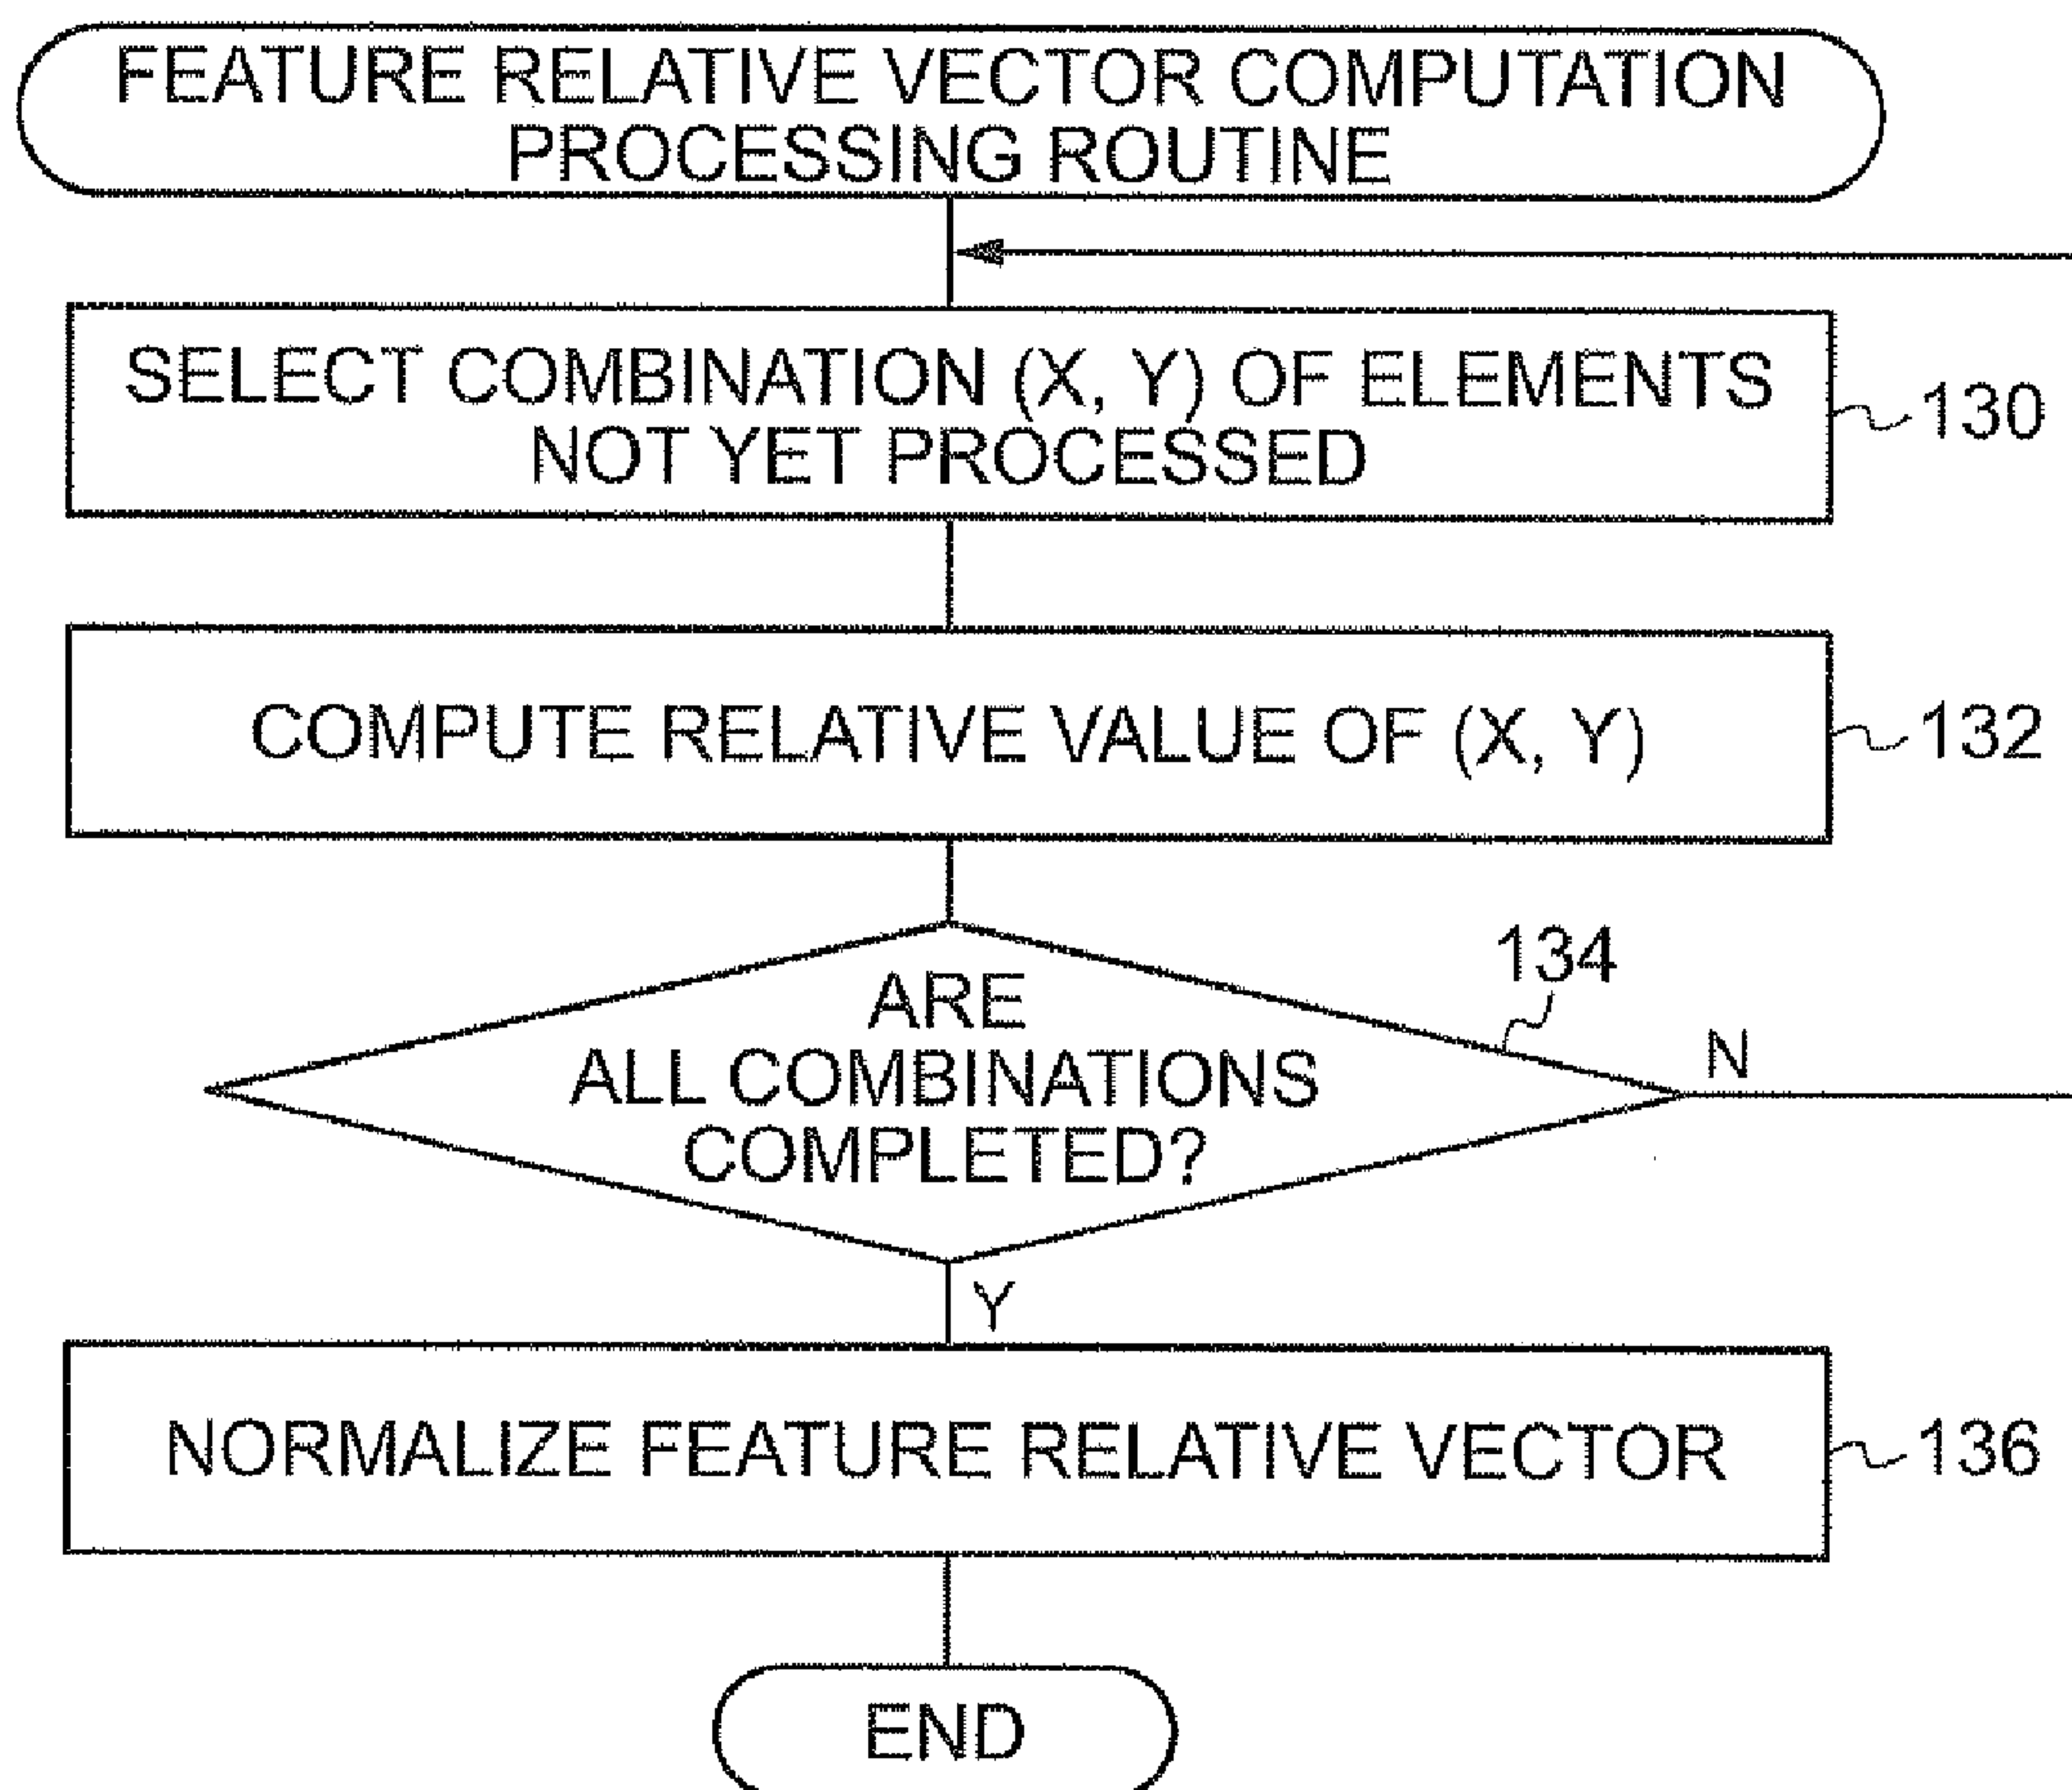 FEATURE RELATIVE VECTOR COMPUTATION
PROCESSING ROUTINE
SELECT COMBINATION (X, Y) OF ELEMENTS
NOT YET PROCESSED
130
COMPUTE RELATIVE VALUE OF (X, Y)
132
ARE
ALL COMBINATIONS
COMPLETED?
134
N
Y
NORMALIZE FEATURE RELATIVE VECTOR
136
END